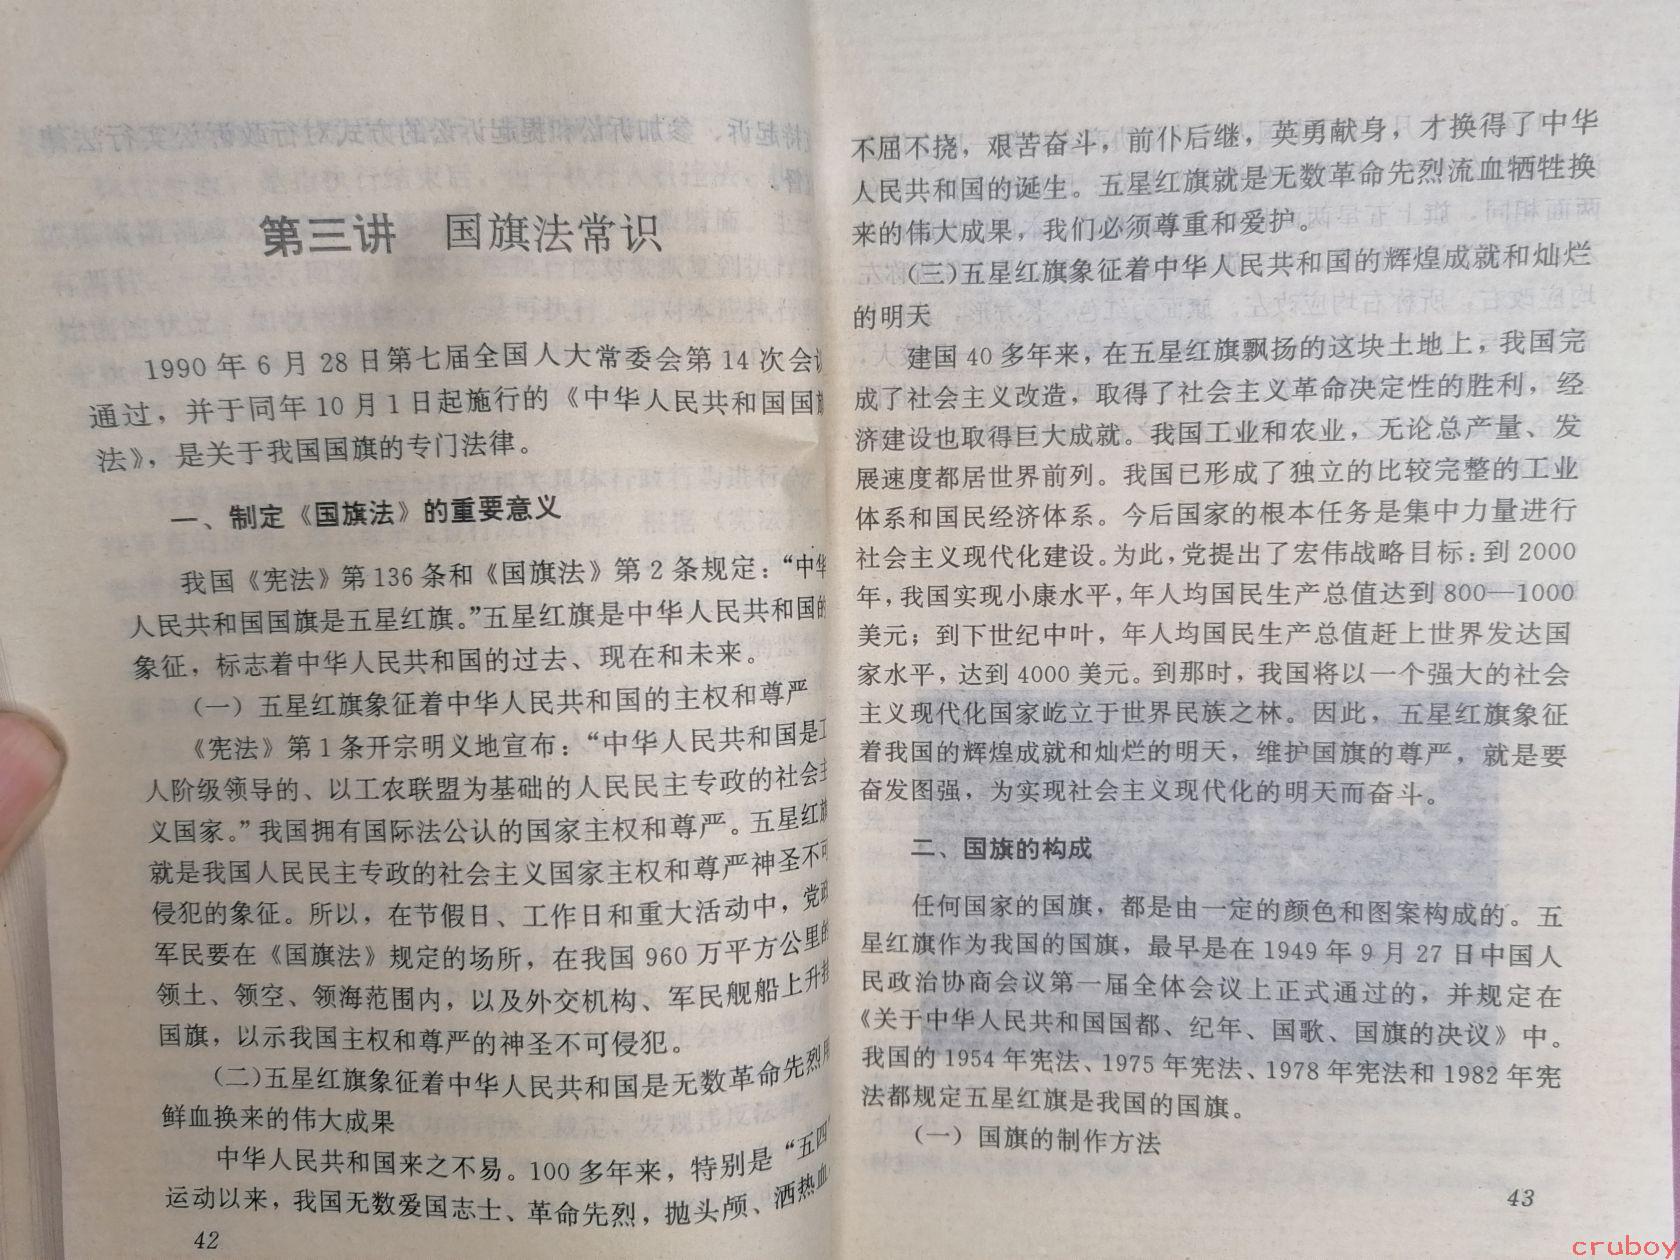 第三讲 国旗法常识
1990年6月28日第七届全国人大常委会第14次会议
通过，并于同年10月1日起施行的《中华人民共和国国旗
法》，是关于我国国旗的专门法律。
一、制定《国旗法》的重要意义
我国《宪法》第136条和《国旗法》第2条规定：“中华
人民共和国国旗是五星红旗。”五星红旗是中华人民共和国的
象征，标志着中华人民共和国的过去、现在和未来。
（一）五星红旗象征着中华人民共和国的主权和尊严
《宪法》第1条开宗明义地宣布：“中华人民共和国是工
人阶级领导的、以工农联盟为基础的人民民主专政的社会主
义国家。”我国拥有国际法公认的国家主权和尊严。五星红旗
就是我国人民民主专政的社会主义国家主权和尊严神圣不可
侵犯的象征。所以，在节假日、工作日和重大活动中，党政
军民要在《国旗法》规定的场所，在我国960万平方公里的
领土、领空、领海范围内，以及外交机构、军民舰船上升挂
国旗，以示我国主权和尊严的神圣不可侵犯。
（二）五星红旗象征着中华人民共和国是无数革命先烈用
鲜血换来的伟大成果
中华人民共和国来之不易。100多年来，特别是“五四”
运动以来，我国无数爱国志士、革命先烈，抛头颅、洒热血，
42
不屈不挠，艰苦奋斗，前仆后继，英勇献身，才换得了中华
人民共和国的诞生。五星红旗就是无数革命先烈流血牺牲换
来的伟大成果，我们必须尊重和爱护。
（三）五星红旗象征着中华人民共和国的辉煌成就和灿烂
的明天
建国40多年来，在五星红旗飘扬的这块土地上，我国完
成了社会主义改造，取得了社会主义革命决定性的胜利，经
济建设也取得巨大成就。我国工业和农业，无论总产量、发
展速度都居世界前列。我国已形成了独立的比较完整的工业
体系和国民经济体系。今后国家的根本任务是集中力量进行
社会主义现代化建设。为此，党提出了宏伟战略目标：到2000
年，我国实现小康水平，年人均国民生产总值达到800—1000
美元；到下世纪中叶，年人均国民生产总值赶上世界发达国
家水平，达到4000美元。到那时，我国将以一个强大的社会
主义现代化国家屹立于世界民族之林。因此，五星红旗象征
着我国的辉煌成就和灿烂的明天，维护国旗的尊严，就是要
奋发图强，为实现社会主义现代化的明天而奋斗。
二、国旗的构成
任何国家的国旗，都是由一定的颜色和图案构成的。五
星红旗作为我国的国旗，最早是在1949年9月27日中国人
民政治协商会议第一届全体会议上正式通过的，并规定在
《关于中华人民共和国国都、纪年、国歌、国旗的决议》中。
我国的1954年宪法、1975年宪法、1978年宪法和1982年宪
法都规定五星红旗是我国的国旗。
（一）国旗的制作方法
43
cruboy